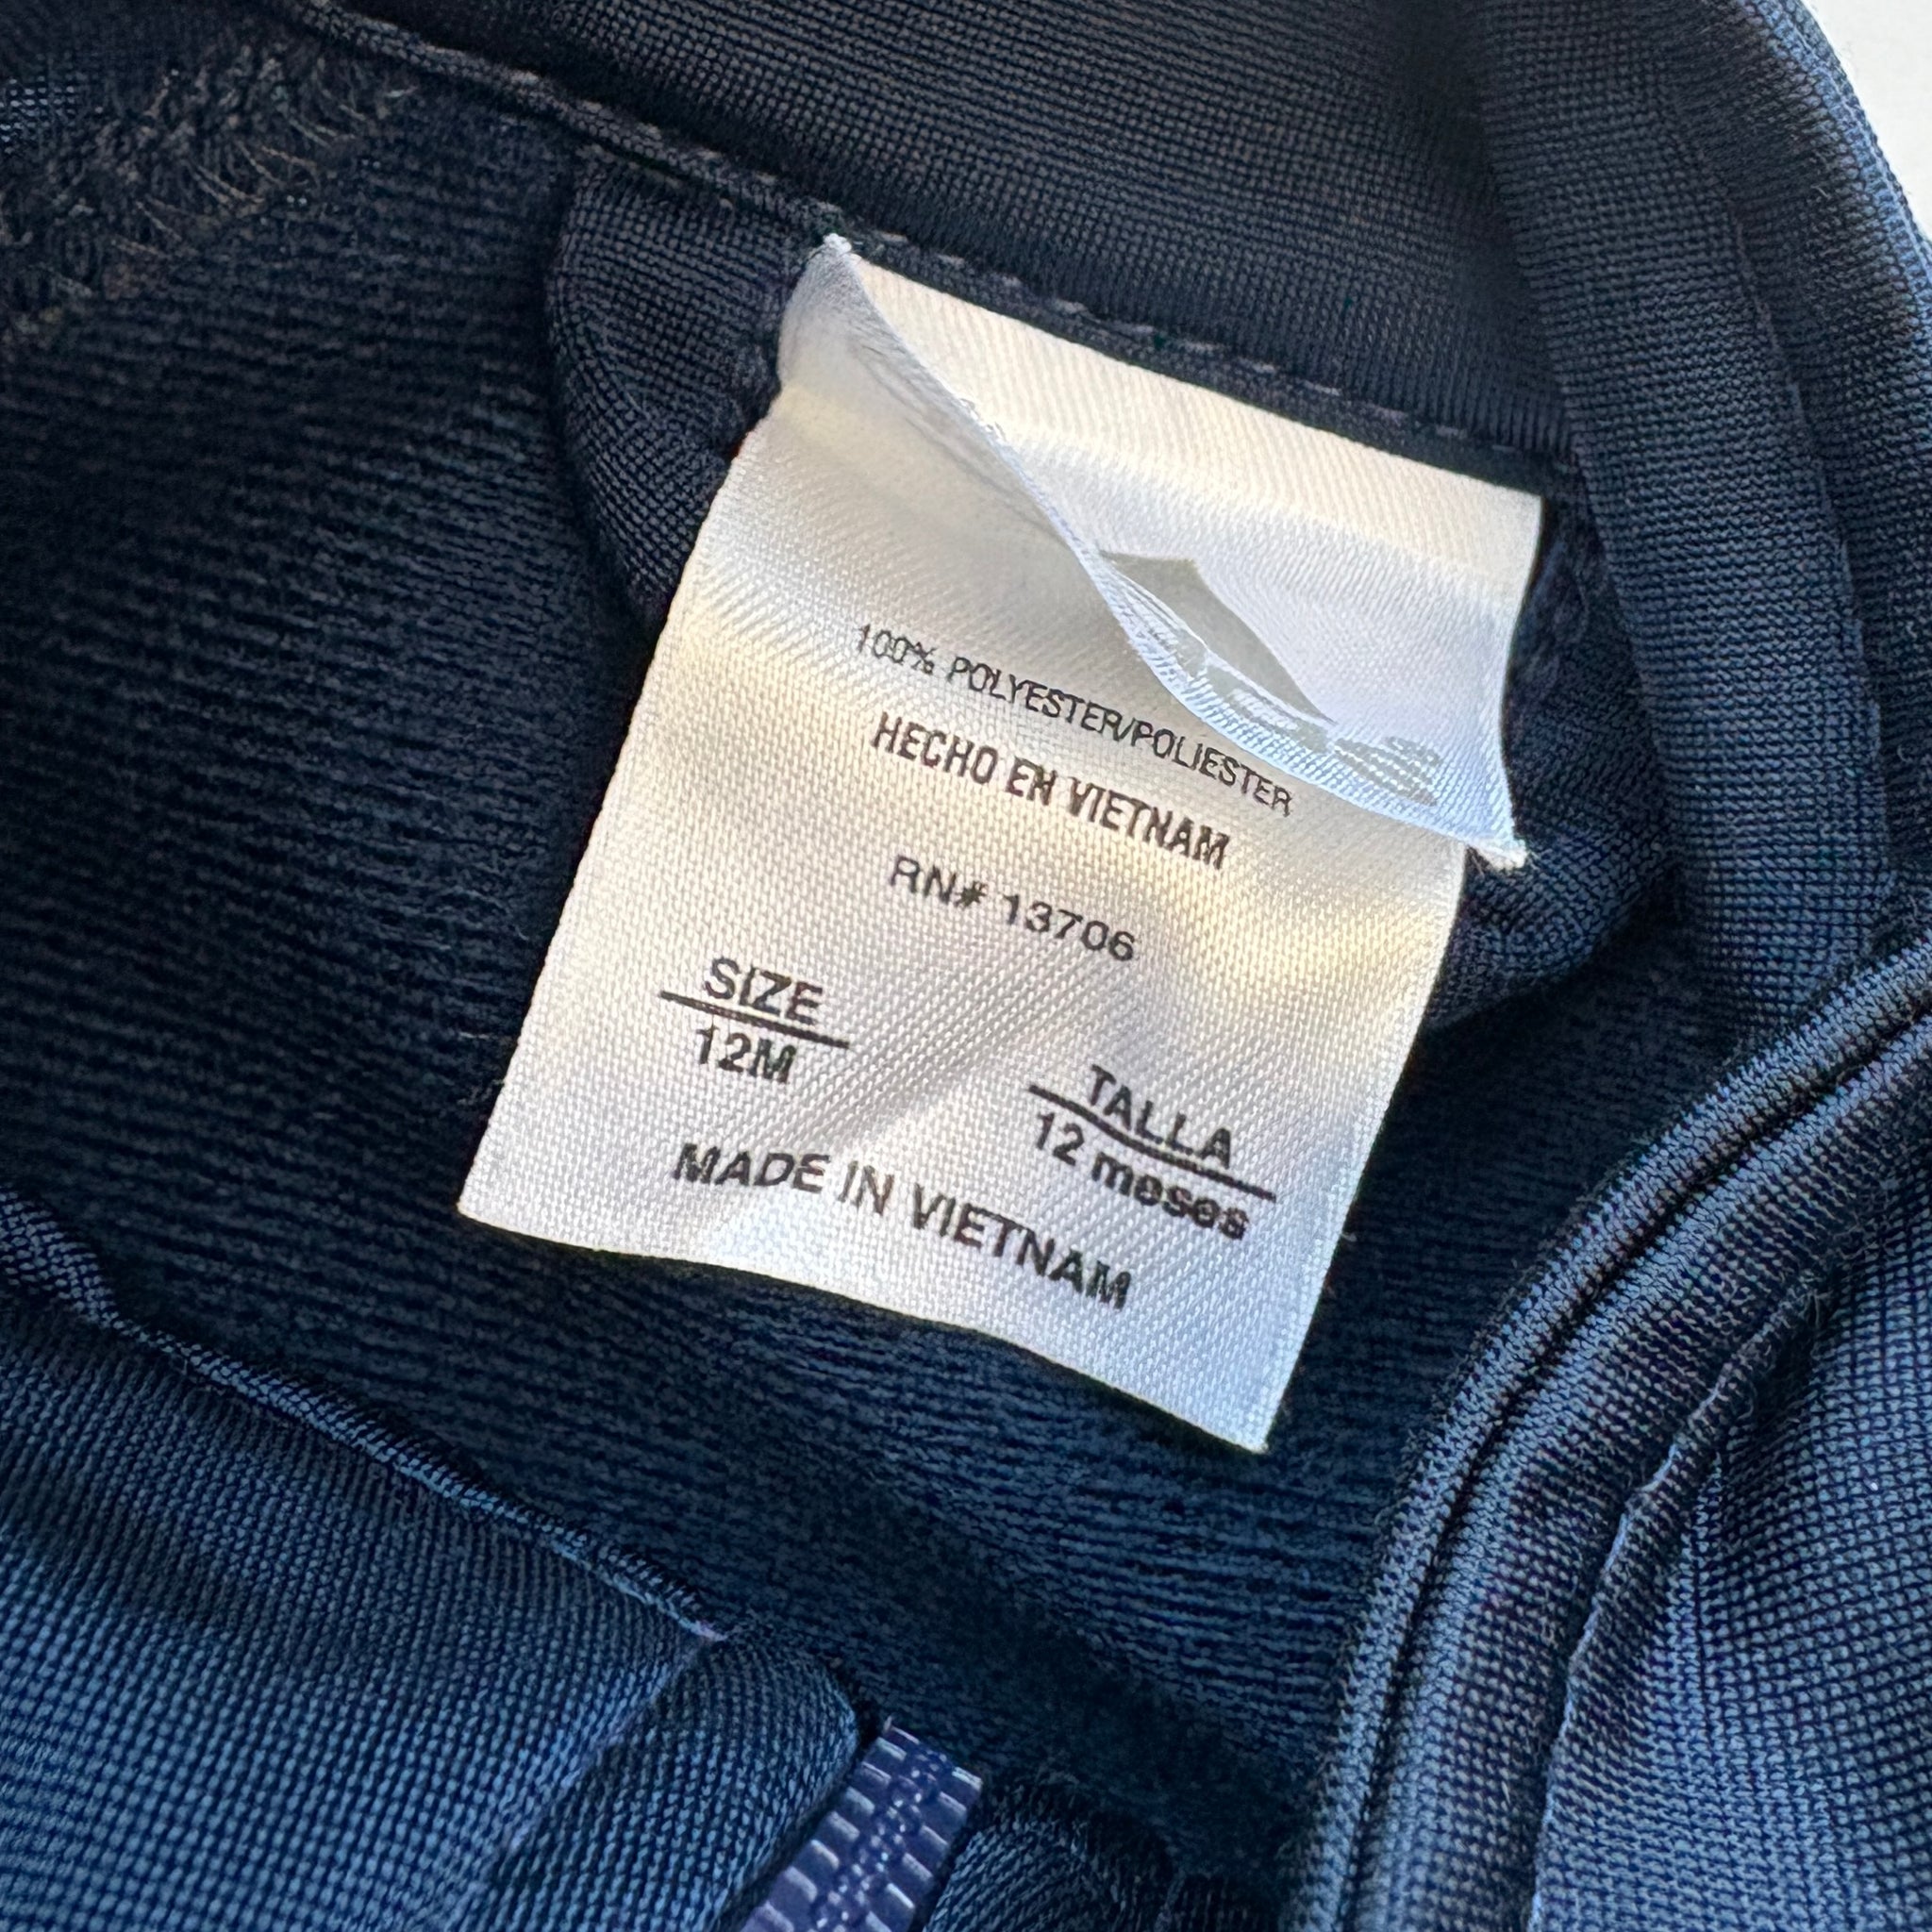 100% POLYESTER/POLIESTER
HECHO EN VIETNAM
RN# 13706
SIZE
12M
TALLA
12 meses
MADE IN VIETNAM